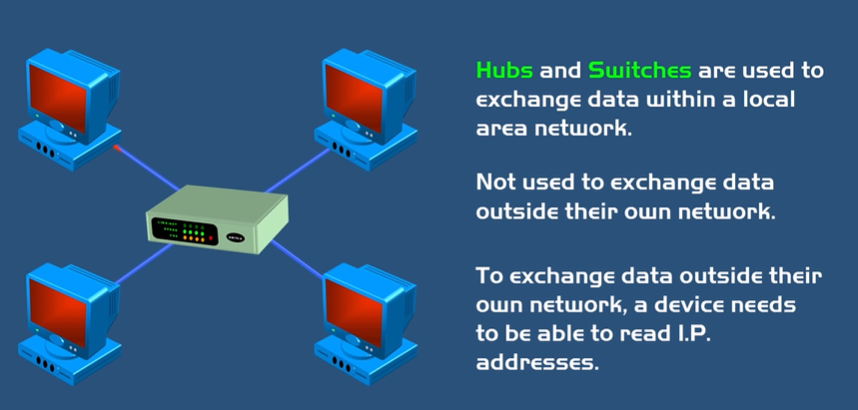 Hubs and Switches are used to
exchange data within a local
area network.
Not used to exchange data
outside their own network.
To exchange data outside their
own network, a device needs
to be able to read I.P.
addresses.